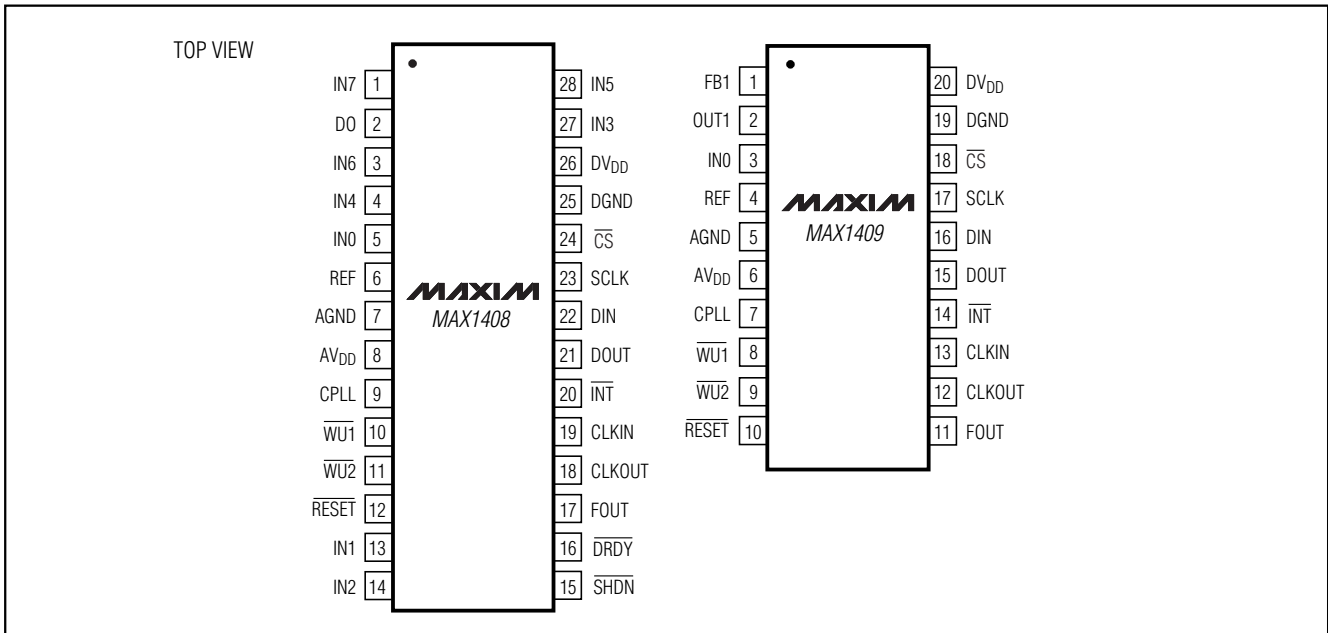 TOP VIEW
IN7 1
DO 2
IN6 3
IN4 4
IN0 5
REF 6
AGND 7
AVDD 8
CPLL 9
WU1 10
WU2 11
RESET 12
IN1 13
IN2 14
MAXIM
MAX1408
28 IN5
27 IN3
26 DVDD
25 DGND
24 CS
23 SCLK
22 DIN
21 DOUT
20 INT
19 CLKIN
18 CLKOUT
17 FOUT
16 DRDY
15 SHDN
FB1 1
OUT1 2
IN0 3
REF 4
AGND 5
AVDD 6
CPLL 7
WU1 8
WU2 9
RESET 10
MAXIM
MAX1409
20 DVDD
19 DGND
18 CS
17 SCLK
16 DIN
15 DOUT
14 INT
13 CLKIN
12 CLKOUT
11 FOUT